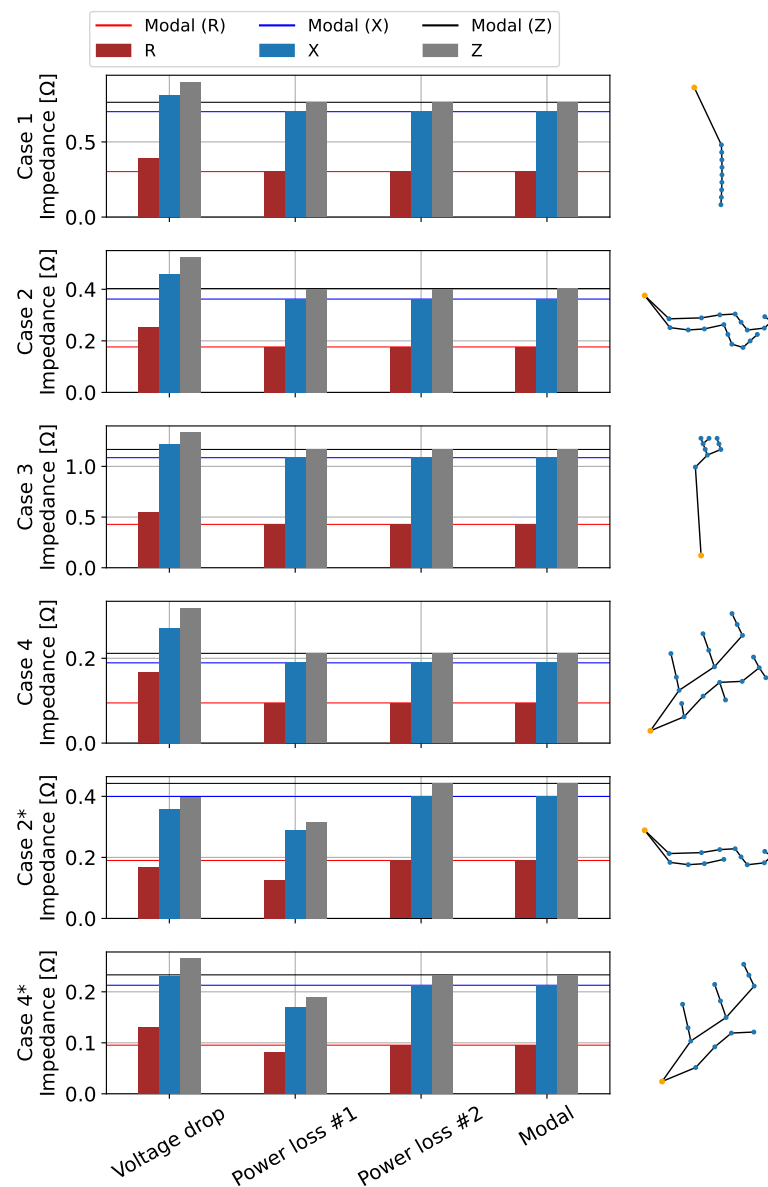 Modal (R) Modal (X) Modal (Z)
R X Z
Case 1
Impedance [Ω]
0.5
0.0
Case 2
Impedance [Ω]
0.4
0.2
0.0
Case 3
Impedance [Ω]
1.0
0.5
0.0
Case 4
Impedance [Ω]
0.2
0.0
Case 2*
Impedance [Ω]
0.4
0.2
0.0
Case 4*
Impedance [Ω]
0.2
0.1
0.0
Voltage drop
Power loss #1
Power loss #2
Modal